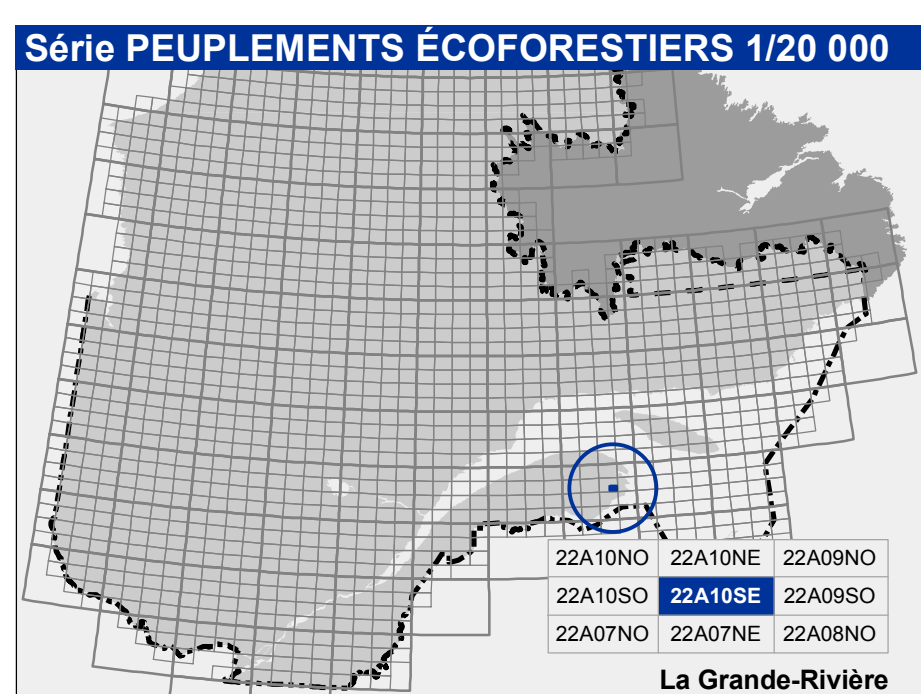 Série PEUPLEMENTS ÉCOFORESTIERS 1/20 000
22A10NO 22A10NE 22A09NO
22A10SO 22A10SE 22A09SO
22A07NO 22A07NE 22A08NO
La Grande-Rivière